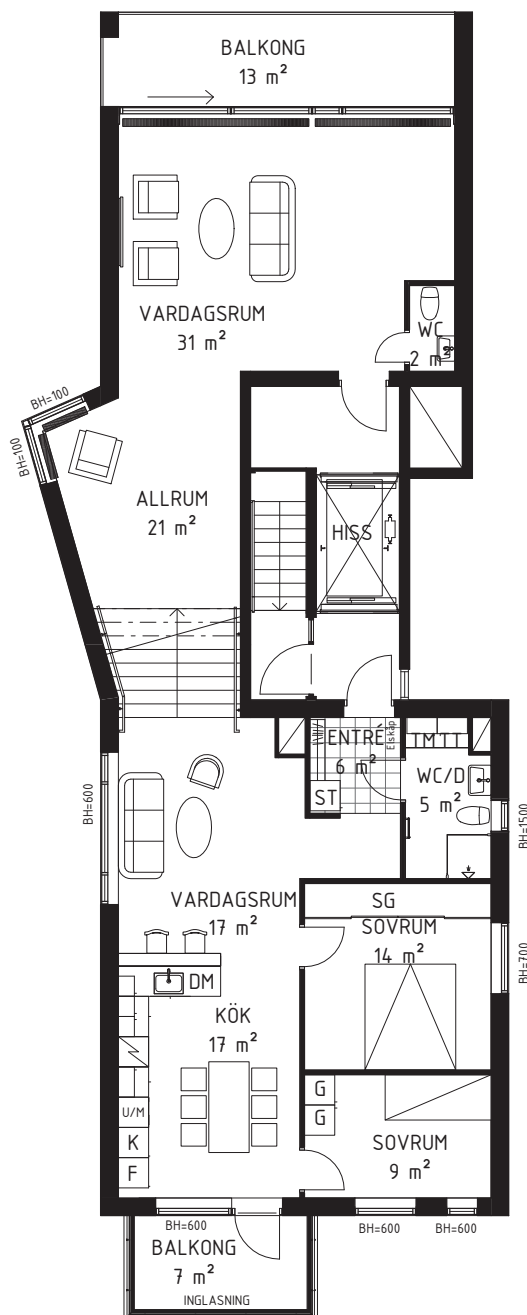 BALKONG
13 m²
VARDAGSRUM
31 m²
WC
2 m²
BH=100
BH=100
ALLRUM
21 m²
HISS
ENTRÉ
6 m²
Elskåp
TM TT
ST
WC/D
5 m²
BH=600
BH=1500
VARDAGSRUM
17 m²
SG
SOVRUM
14 m²
BH=700
DM
KÖK
17 m²
U/M
K
F
G
G
SOVRUM
9 m²
BH=600
BH=600
BH=600
BALKONG
7 m²
INGLASNING